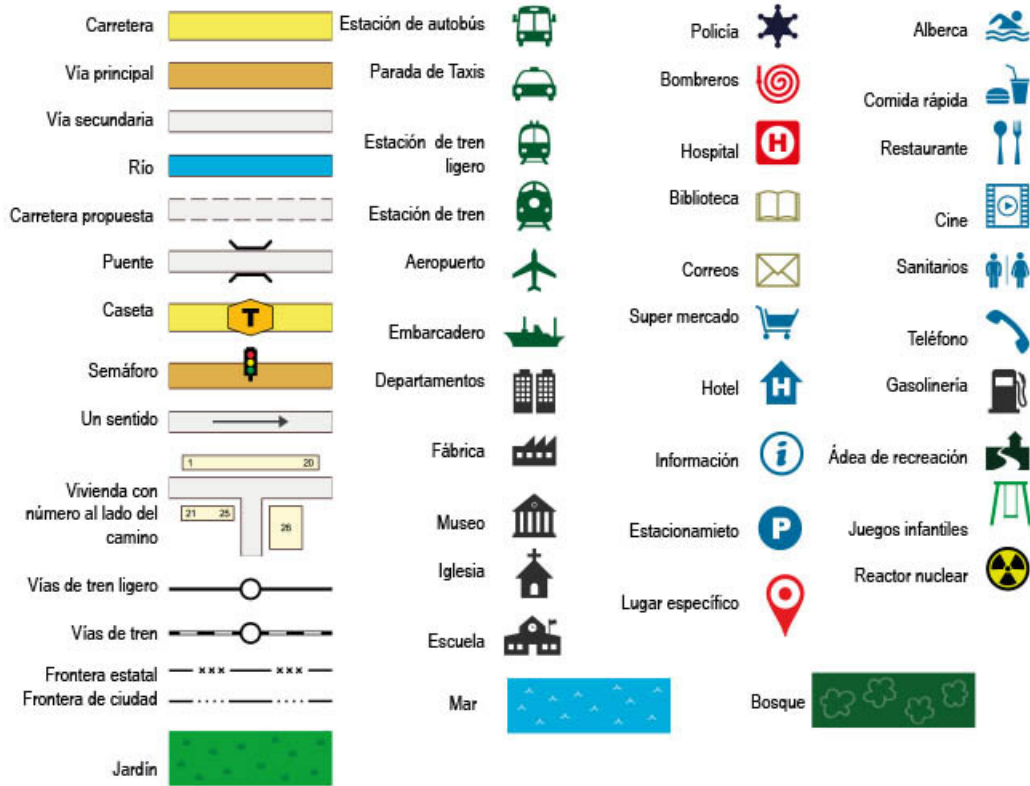 Carretera
Vía principal
Vía secundaria
Río
Carretera propuesta
Puente
Caseta
T
Semáforo
Un sentido
1 20
Vivienda con
número al lado del
camino
21 25
26
Vías de tren ligero
Vías de tren
Frontera estatal
xxx xxx
Frontera de ciudad
Jardín
Estación de autobús
Parada de Taxis
Estación de tren
ligero
Estación de tren
Aeropuerto
Embarcadero
Departamentos
Fábrica
Museo
Iglesia
Escuela
Mar
Policía
Bombreros
Hospital
H
Biblioteca
Correos
Super mercado
Hotel
H
Información
i
Estacionamieto
P
Lugar específico
Bosque
Alberca
Comida rápida
Restaurante
Cine
Sanitarios
Teléfono
Gasolinería
Ádea de recreación
Juegos infantiles
Reactor nuclear